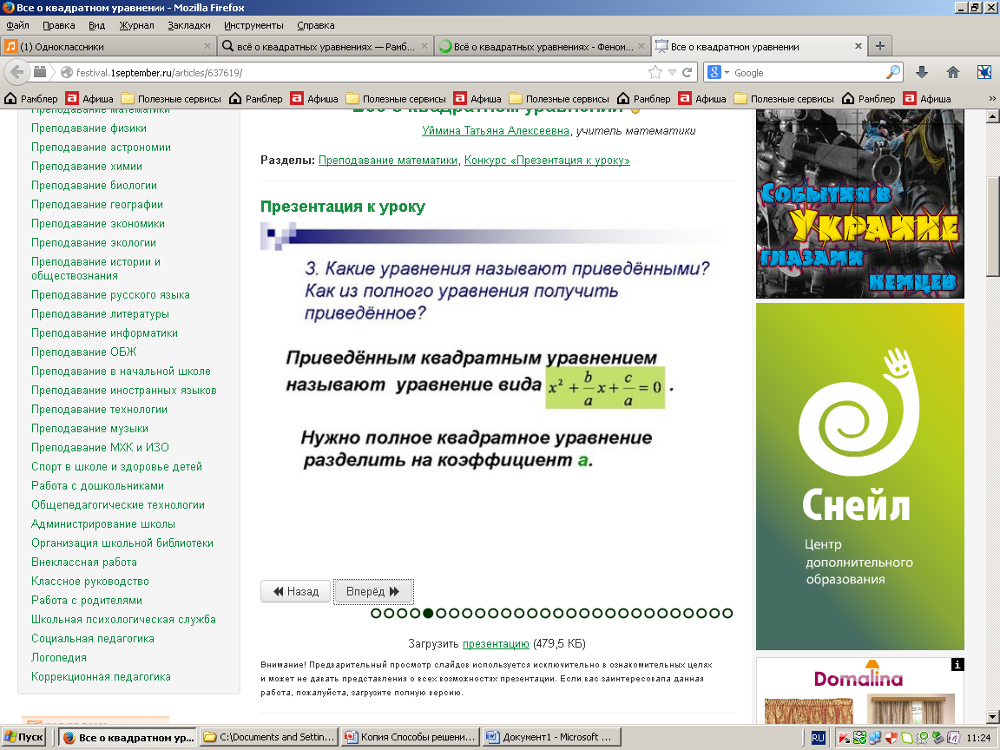 Все о квадратном уравнении - Mozilla Firefox
Файл Правка Вид Журнал Закладки Инструменты Справка
(1) Одноклассники
всё о квадратных уравнениях — Рамб...
Всё о квадратных уравнениях - Феном...
Все о квадратном уравнении
festival.1september.ru/articles/637619/
Google
Рамблер Афиша Полезные сервисы Рамблер Афиша Полезные сервисы Рамблер Афиша Полезные сервисы Рамблер Афиша Полезные сервисы Рамблер Афиша
Преподавание математики
Преподавание физики
Преподавание астрономии
Преподавание химии
Преподавание биологии
Преподавание географии
Преподавание экономики
Преподавание экологии
Преподавание истории и
обществознания
Преподавание русского языка
Преподавание литературы
Преподавание информатики
Преподавание ОБЖ
Преподавание в начальной школе
Преподавание иностранных языков
Преподавание технологии
Преподавание музыки
Преподавание МХК и ИЗО
Спорт в школе и здоровье детей
Работа с дошкольниками
Общепедагогические технологии
Администрирование школы
Организация школьной библиотеки
Внеклассная работа
Классное руководство
Работа с родителями
Школьная психологическая служба
Социальная педагогика
Логопедия
Коррекционная педагогика
Все о квадратном уравнении
Уймина Татьяна Алексеевна, учитель математики
Разделы: Преподавание математики, Конкурс «Презентация к уроку»
Презентация к уроку
3. Какие уравнения называют приведёнными?
Как из полного уравнения получить
приведённое?
Приведённым квадратным уравнением
называют уравнение вида x² + b/a x + c/a = 0 .
Нужно полное квадратное уравнение
разделить на коэффициент а.
Назад Вперёд
Загрузить презентацию (479,5 КБ)
Внимание! Предварительный просмотр слайдов используется исключительно в ознакомительных целях
и может не давать представления о всех возможностях презентации. Если вас заинтересовала данная
работа, пожалуйста, загрузите полную версию.
События в
Украине
глазами
немцев
Снейл
Центр
дополнительного
образования
Domalina
Пуск
Все о квадратном ур...
C:\Documents and Settin...
Копия Способы решени...
Документ1 - Microsoft ...
RU
11:24